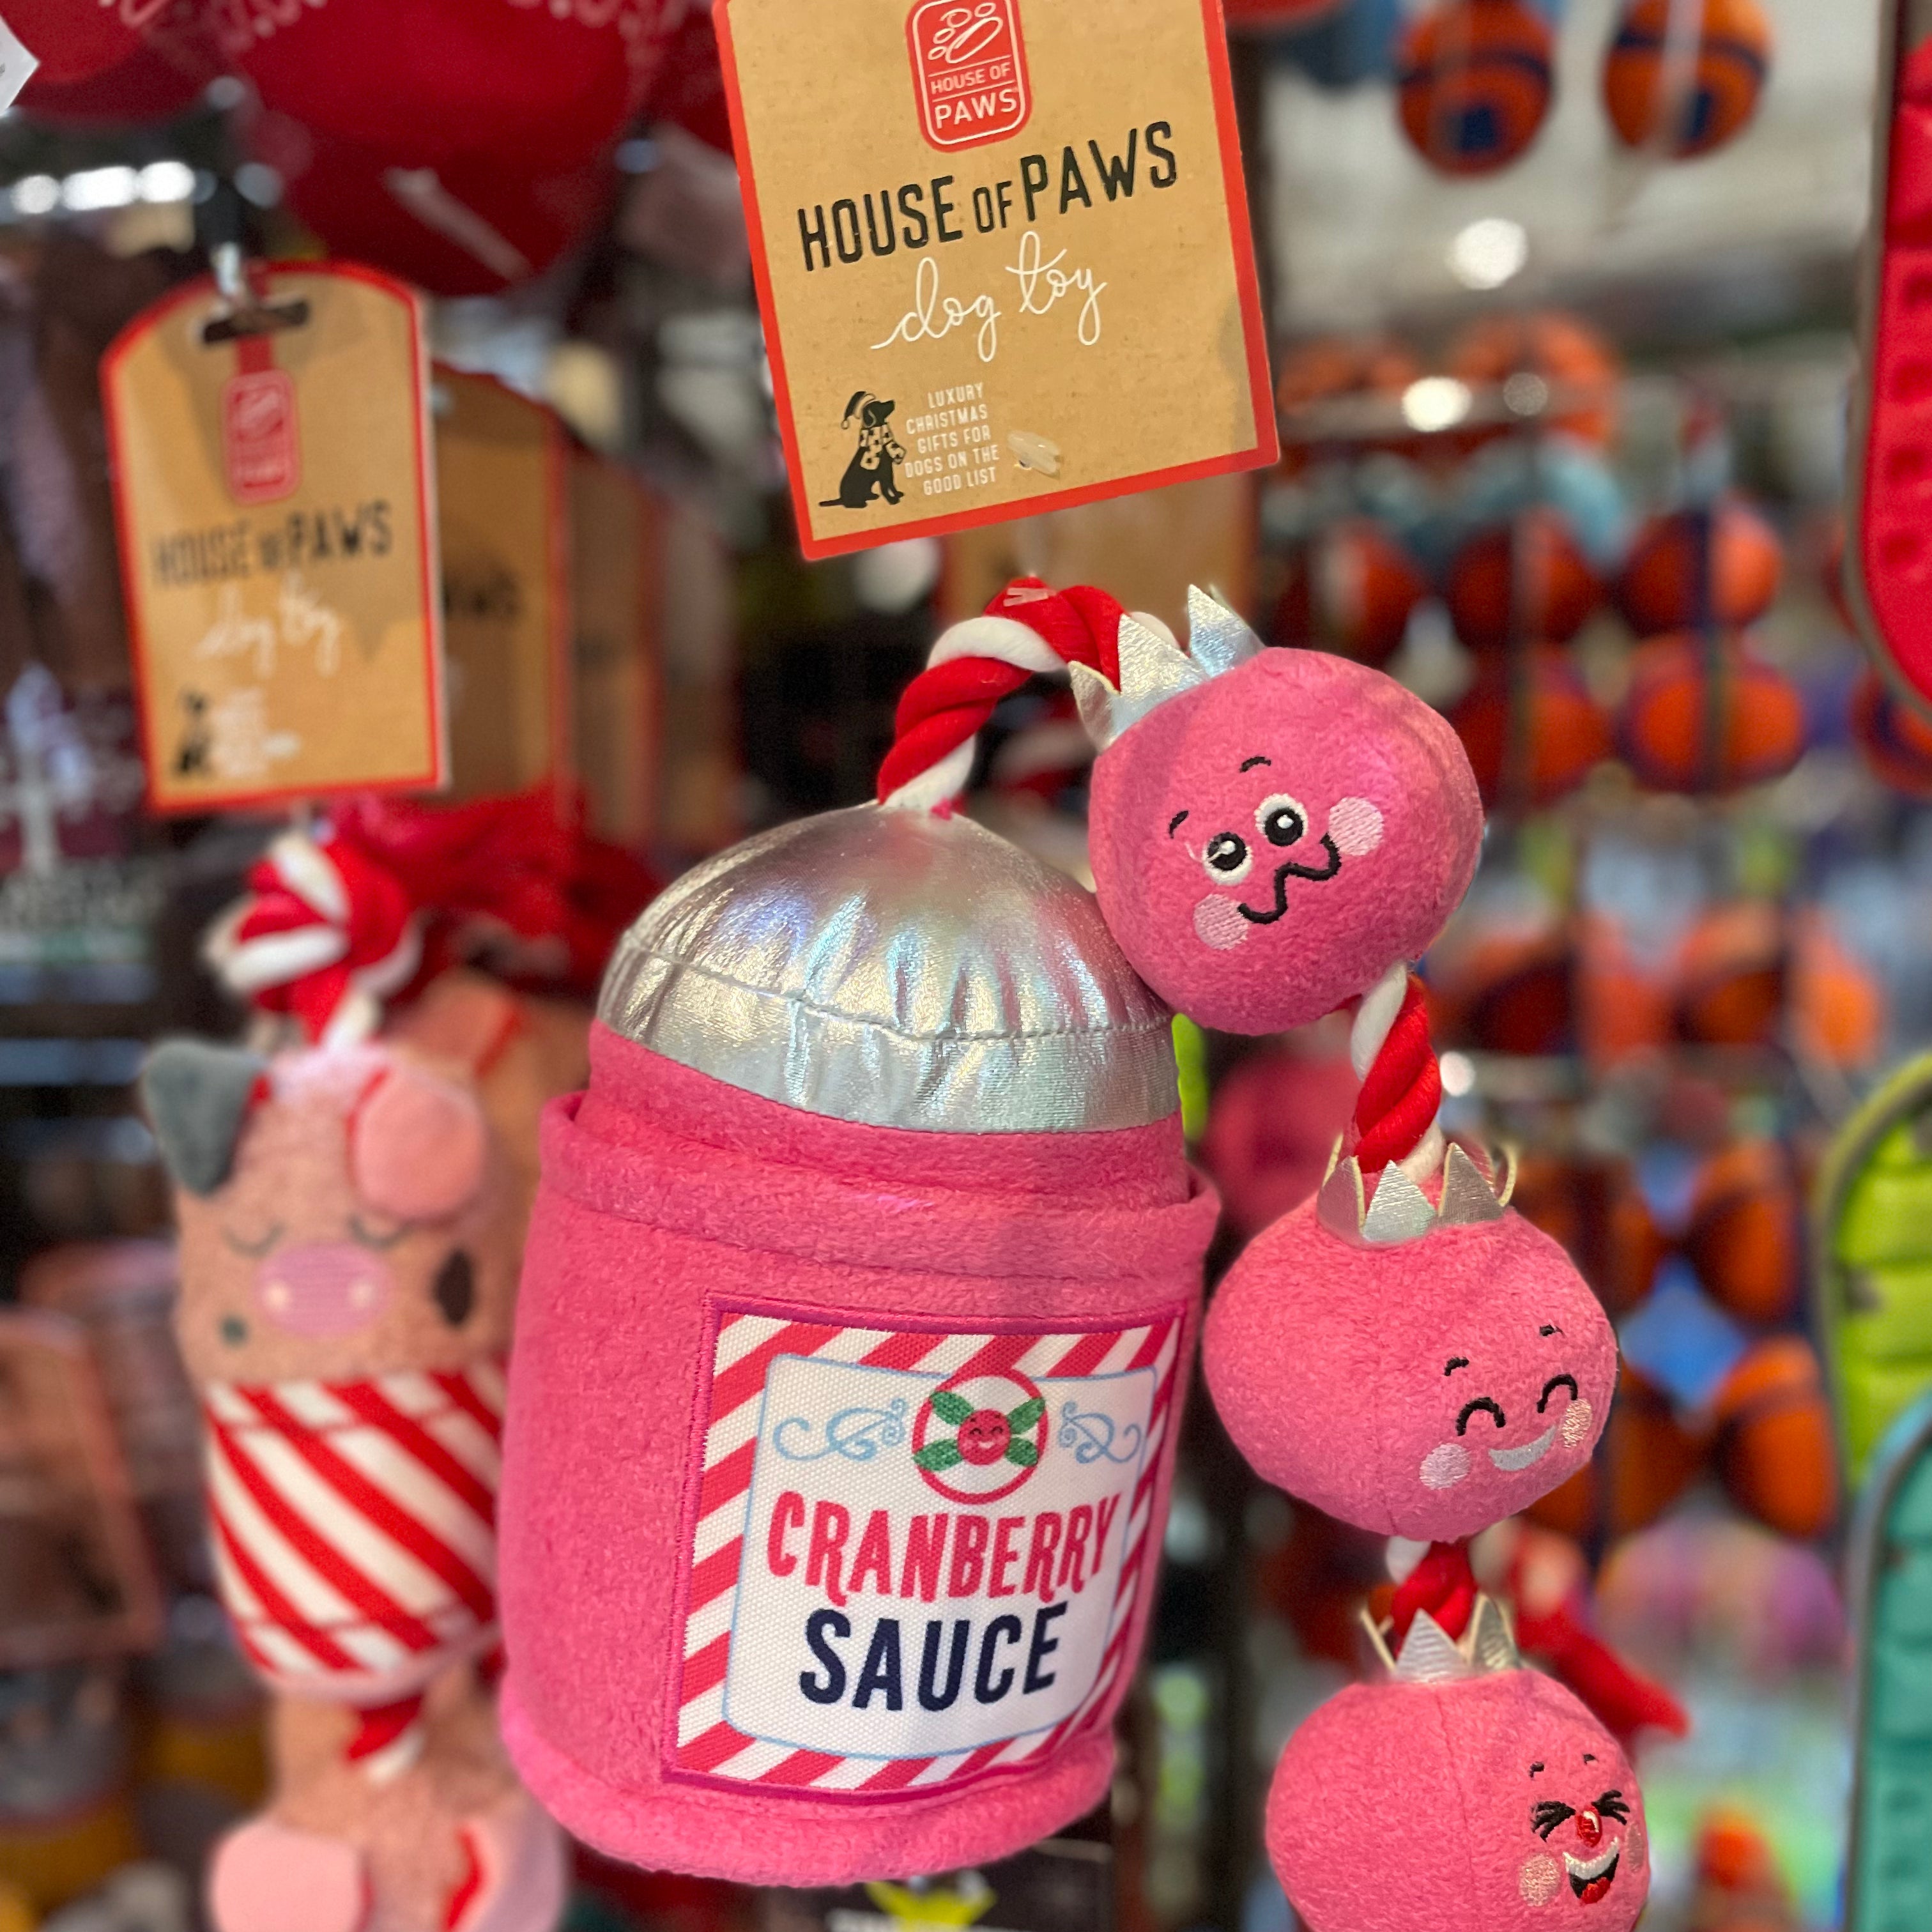 HOUSE OF
PAWS
HOUSE OF PAWS
dog toy
LUXURY
CHRISTMAS
GIFTS FOR
DOGS ON THE
GOOD LIST
HOUSE OF PAWS
dog toy
CRANBERRY
SAUCE